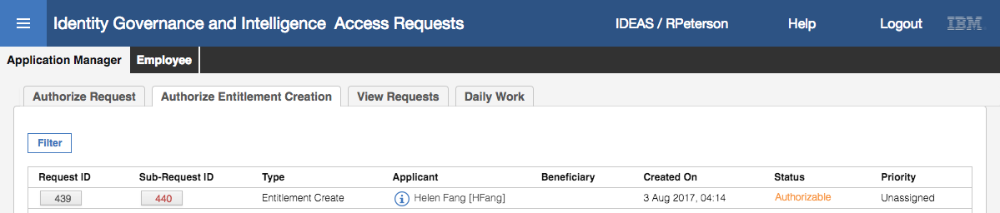 Identity Governance and Intelligence Access Requests IDEAS / RPeterson Help Logout IBM
Application Manager Employee
Authorize Request Authorize Entitlement Creation View Requests Daily Work
Filter
Request ID Sub-Request ID Type Applicant Beneficiary Created On Status Priority
439 440 Entitlement Create Helen Fang [HFang] 3 Aug 2017, 04:14 Authorizable Unassigned